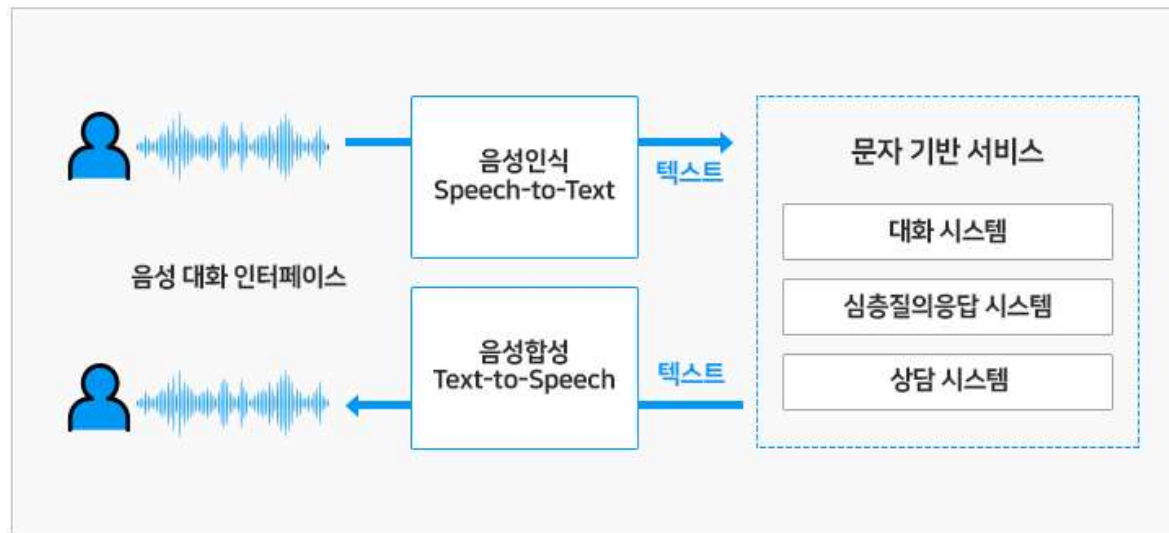 음성인식
Speech-to-Text
텍스트
문자 기반 서비스
대화 시스템
심층질의응답 시스템
상담 시스템
음성 대화 인터페이스
음성합성
Text-to-Speech
텍스트